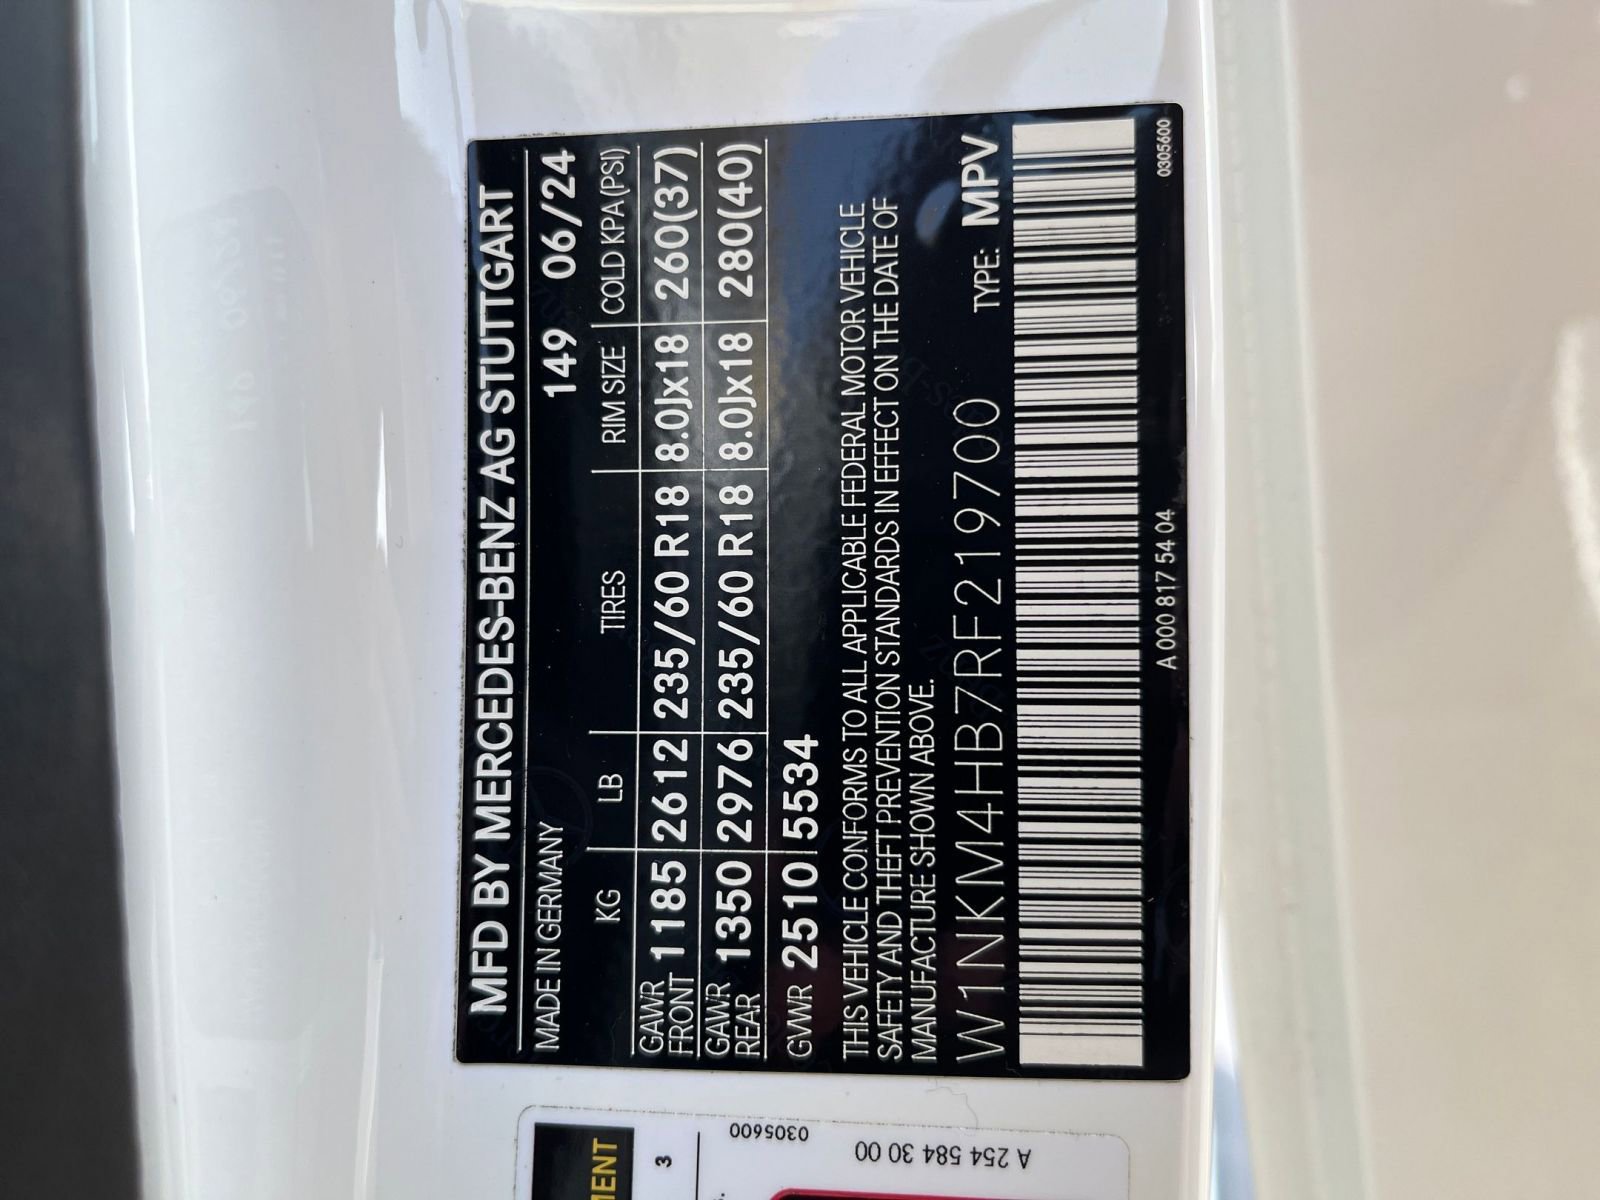 MFD BY MERCEDES-BENZ AG STUTTGART
MADE IN GERMANY 149 06/24
KG LB TIRES RIM SIZE COLD KPA(PSI)
GAWR FRONT 1185 2612 235/60 R18 8.0Jx18 260(37)
GAWR REAR 1350 2976 235/60 R18 8.0Jx18 280(40)
GVWR 2510 5534
THIS VEHICLE CONFORMS TO ALL APPLICABLE FEDERAL MOTOR VEHICLE
SAFETY AND THEFT PREVENTION STANDARDS IN EFFECT ON THE DATE OF
MANUFACTURE SHOWN ABOVE.
W1NKM4HB7RF219700 TYPE: MPV
A 000 817 54 04 0305600
3
0305600
A 254 584 30 00